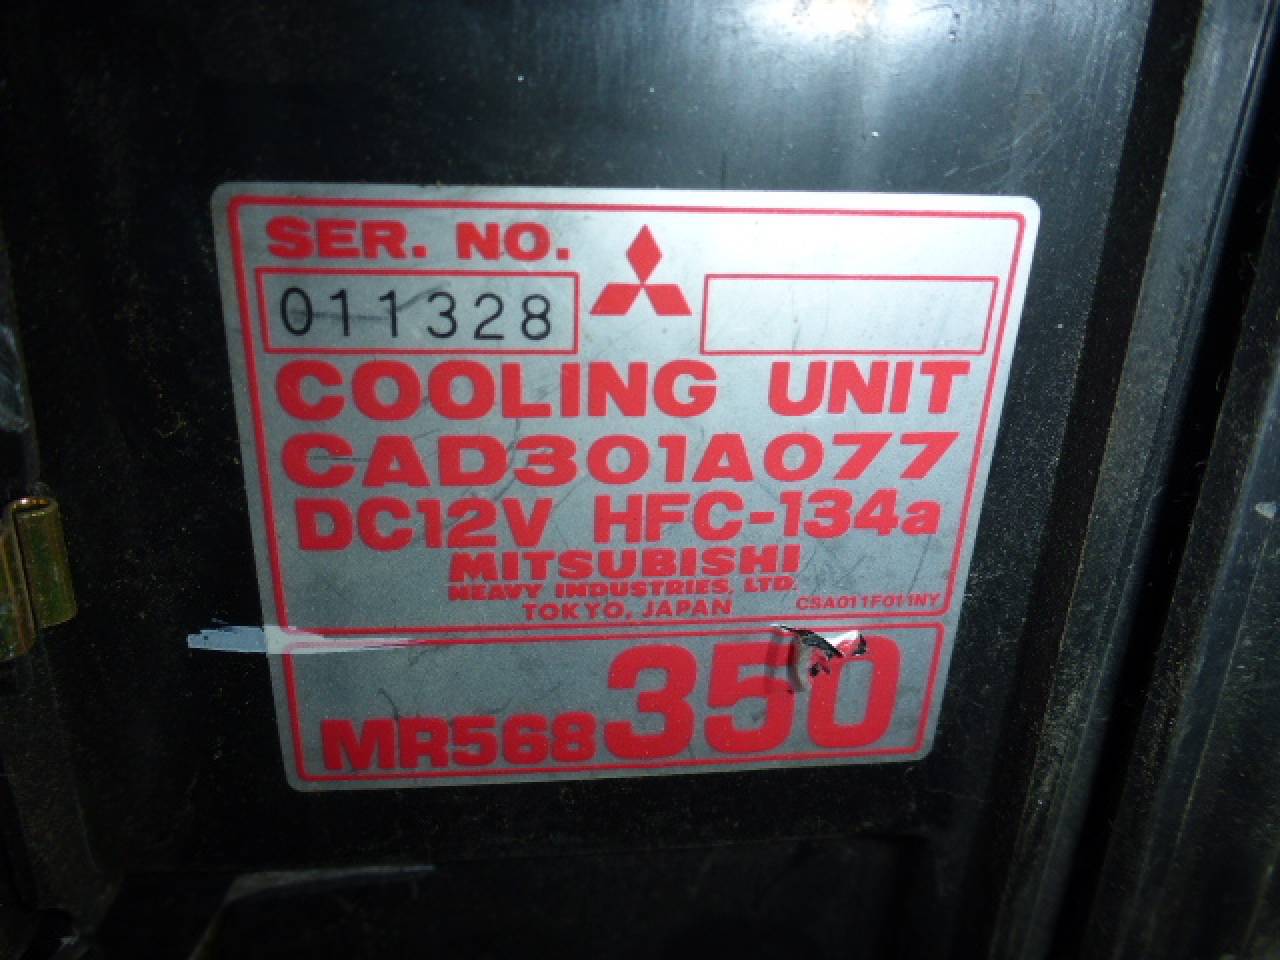 SER. NO.
011328
COOLING UNIT
CAD301A077
DC12V HFC-134a
MITSUBISHI
HEAVY INDUSTRIES, LTD.
TOKYO, JAPAN
CSA011F011NY
MR568350